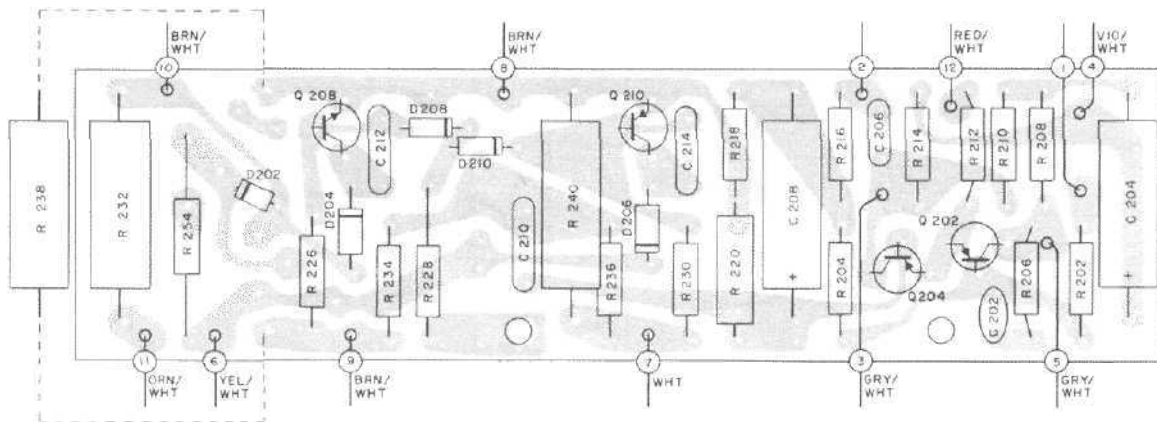 BRN/
WHT
BRN/
WHT
RED/
WHT
VIO/
WHT
10
8
2
12
1
4
Q 208
D208
Q 210
C 212
D210
C 214
R 218
R 216
C 206
R 214
R 212
R 210
R 208
R 238
R 232
D202
R 254
D204
R 240
D206
C 208
C 204
R 226
R 234
R 228
C 210
R 236
R 230
R 220
R 204
Q 202
Q204
C 202
R 206
R 202
+
+
11
6
9
7
3
5
ORN/
WHT
YEL/
WHT
BRN/
WHT
WHT
GRY/
WHT
GRY/
WHT